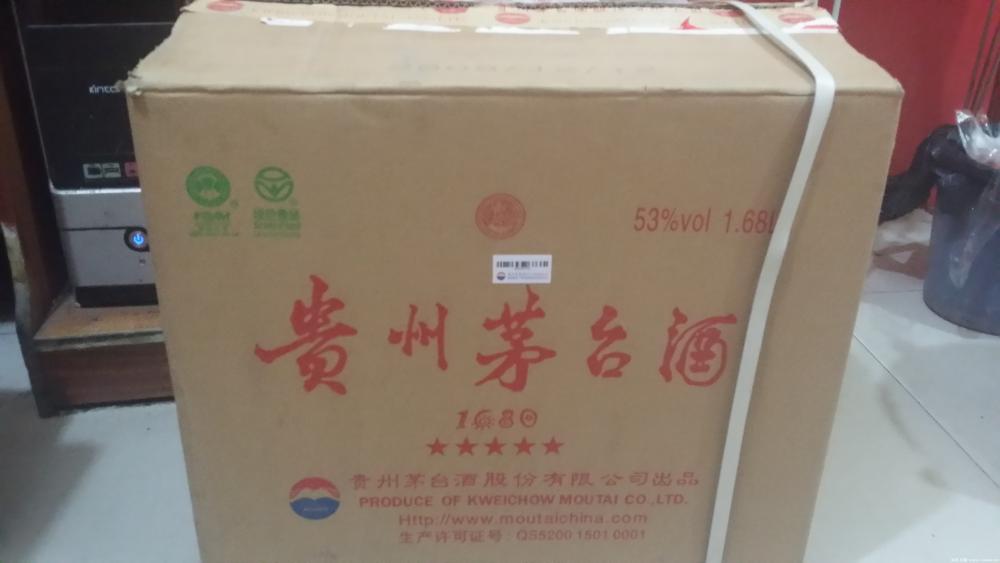 53%vol 1.68L
贵州茅台酒
1680
★★★★★
贵州茅台酒股份有限公司出品
PRODUCE OF KWEICHOW MOUTAI CO.,LTD.
Http://www.moutaichina.com
生产许可证号: QS5200 1501 0001